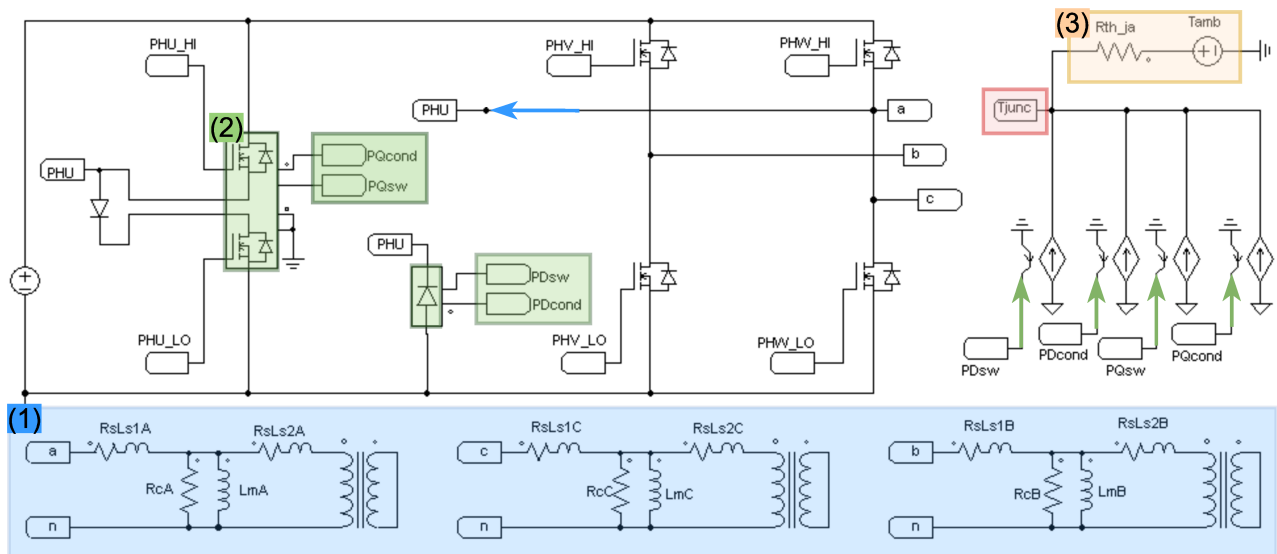 (3)
Rth_ja
Tamb
PHU_HI
PHV_HI
PHW_HI
PHU
a
Tjunc
(2)
PQcond
b
PHU
PQsw
c
PHU
PDsw
PDcond
PHU_LO
PHV_LO
PHW_LO
PDsw
PDcond
PQsw
PQcond
(1)
RsLs1A
RsLs2A
a
RcA
LmA
n
RsLs1C
RsLs2C
c
RcC
LmC
n
RsLs1B
RsLs2B
b
RcB
LmB
n